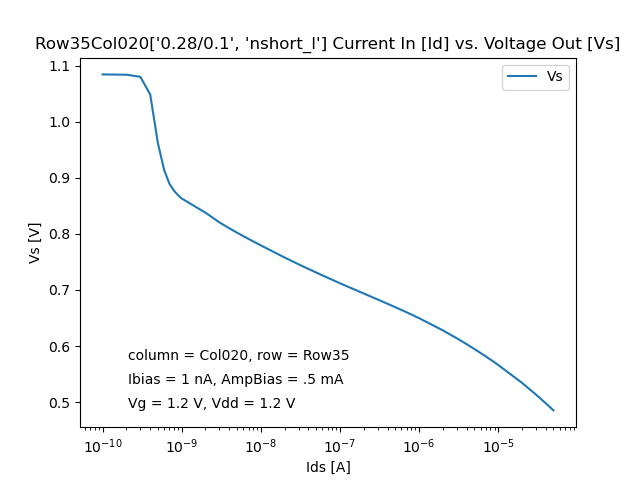 Row35Col020['0.28/0.1', 'nshort_l'] Current In [Id] vs. Voltage Out [Vs]
Vs
1.1
1.0
0.9
0.8
0.7
0.6
0.5
Vs [V]
column = Col020, row = Row35
Ibias = 1 nA, AmpBias = .5 mA
Vg = 1.2 V, Vdd = 1.2 V
10⁻¹⁰ 10⁻⁹ 10⁻⁸ 10⁻⁷ 10⁻⁶ 10⁻⁵
Ids [A]